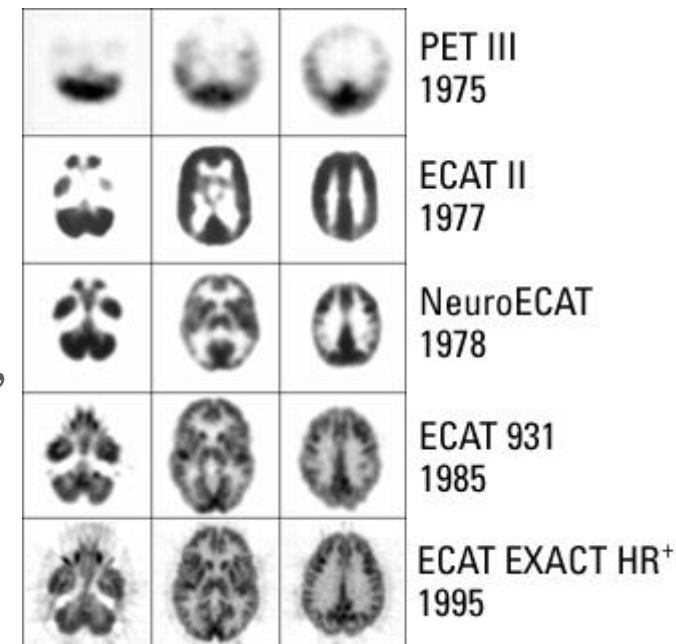 PET III
1975
ECAT II
1977
NeuroECAT
1978
,
ECAT 931
1985
ECAT EXACT HR⁺
1995